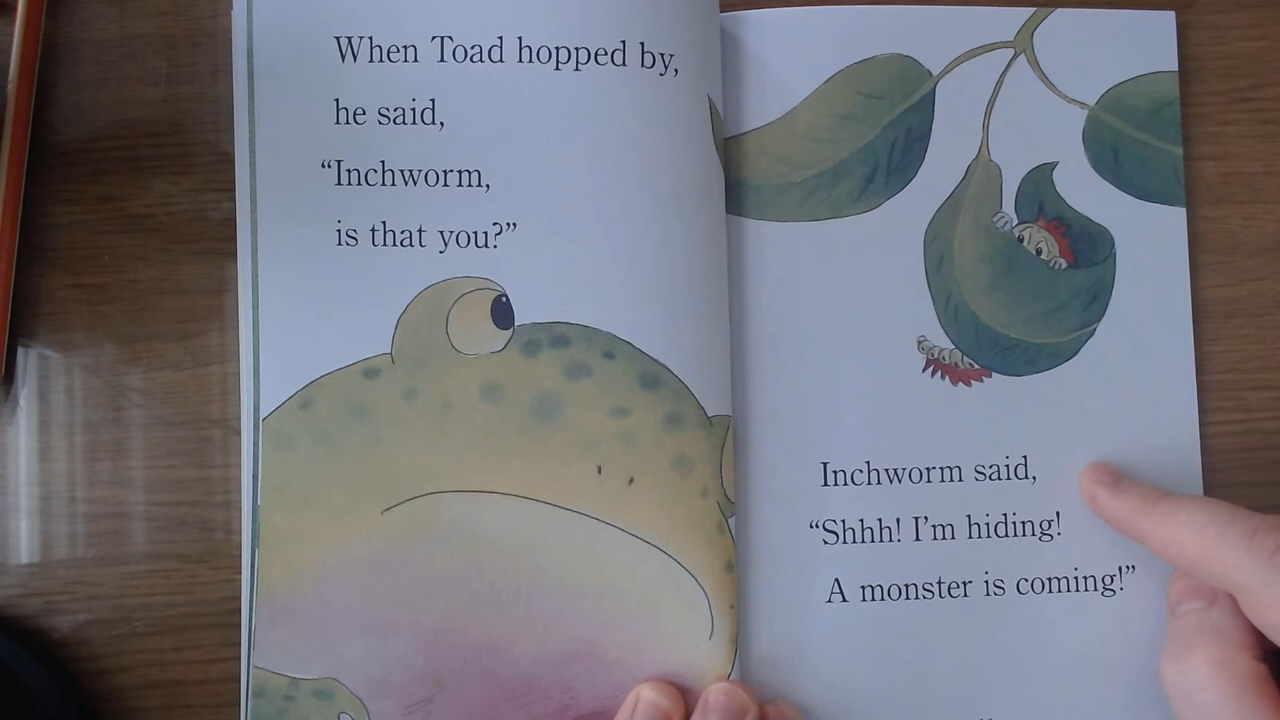 When Toad hopped by,
he said,
“Inchworm,
is that you?”
Inchworm said,
“Shhh! I’m hiding!
A monster is coming!”